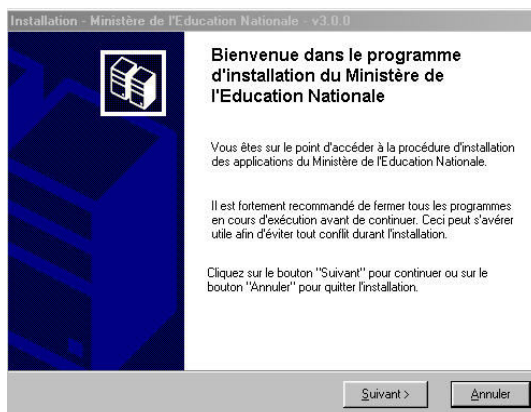 Installation - Ministère de l'Education Nationale - v3.0.0
Bienvenue dans le programme
d'installation du Ministère de
l'Education Nationale
Vous êtes sur le point d'accéder à la procédure d'installation
des applications du Ministère de l'Education Nationale.
Il est fortement recommandé de fermer tous les programmes
en cours d'exécution avant de continuer. Ceci peut s'avérer
utile afin d'éviter tout conflit durant l'installation.
Cliquez sur le bouton "Suivant" pour continuer ou sur le
bouton "Annuler" pour quitter l'installation.
Suivant >
Annuler